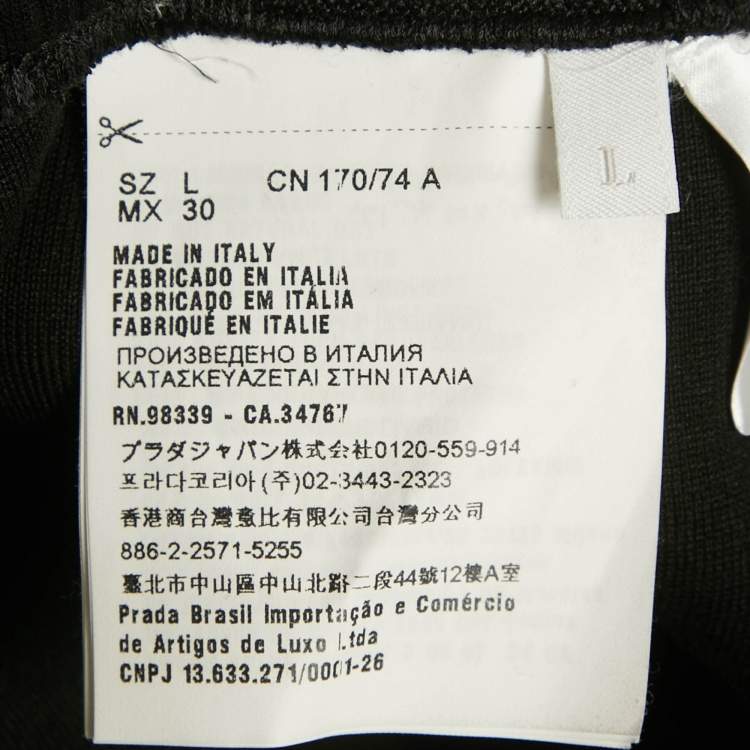 SZ L CN 170/74 A
MX 30
L
MADE IN ITALY
FABRICADO EN ITALIA
FABRICADO EM ITÁLIA
FABRIQUÉ EN ITALIE
ПРОИЗВЕДЕНО В ИТАЛИЯ
ΚΑΤΑΣΚΕΥΑΖΕΤΑΙ ΣΤΗΝ ΙΤΑΛΙΑ
RN.98339 - CA.34767
プラダジャパン株式会社0120-559-914
프라다코리아(주)02-3443-2323
香港商台灣意比有限公司台灣分公司
886-2-2571-5255
臺北市中山區中山北路二段44號12樓A室
Prada Brasil Importação e Comércio
de Artigos de Luxo Ltda
CNPJ 13.633.271/0001-26